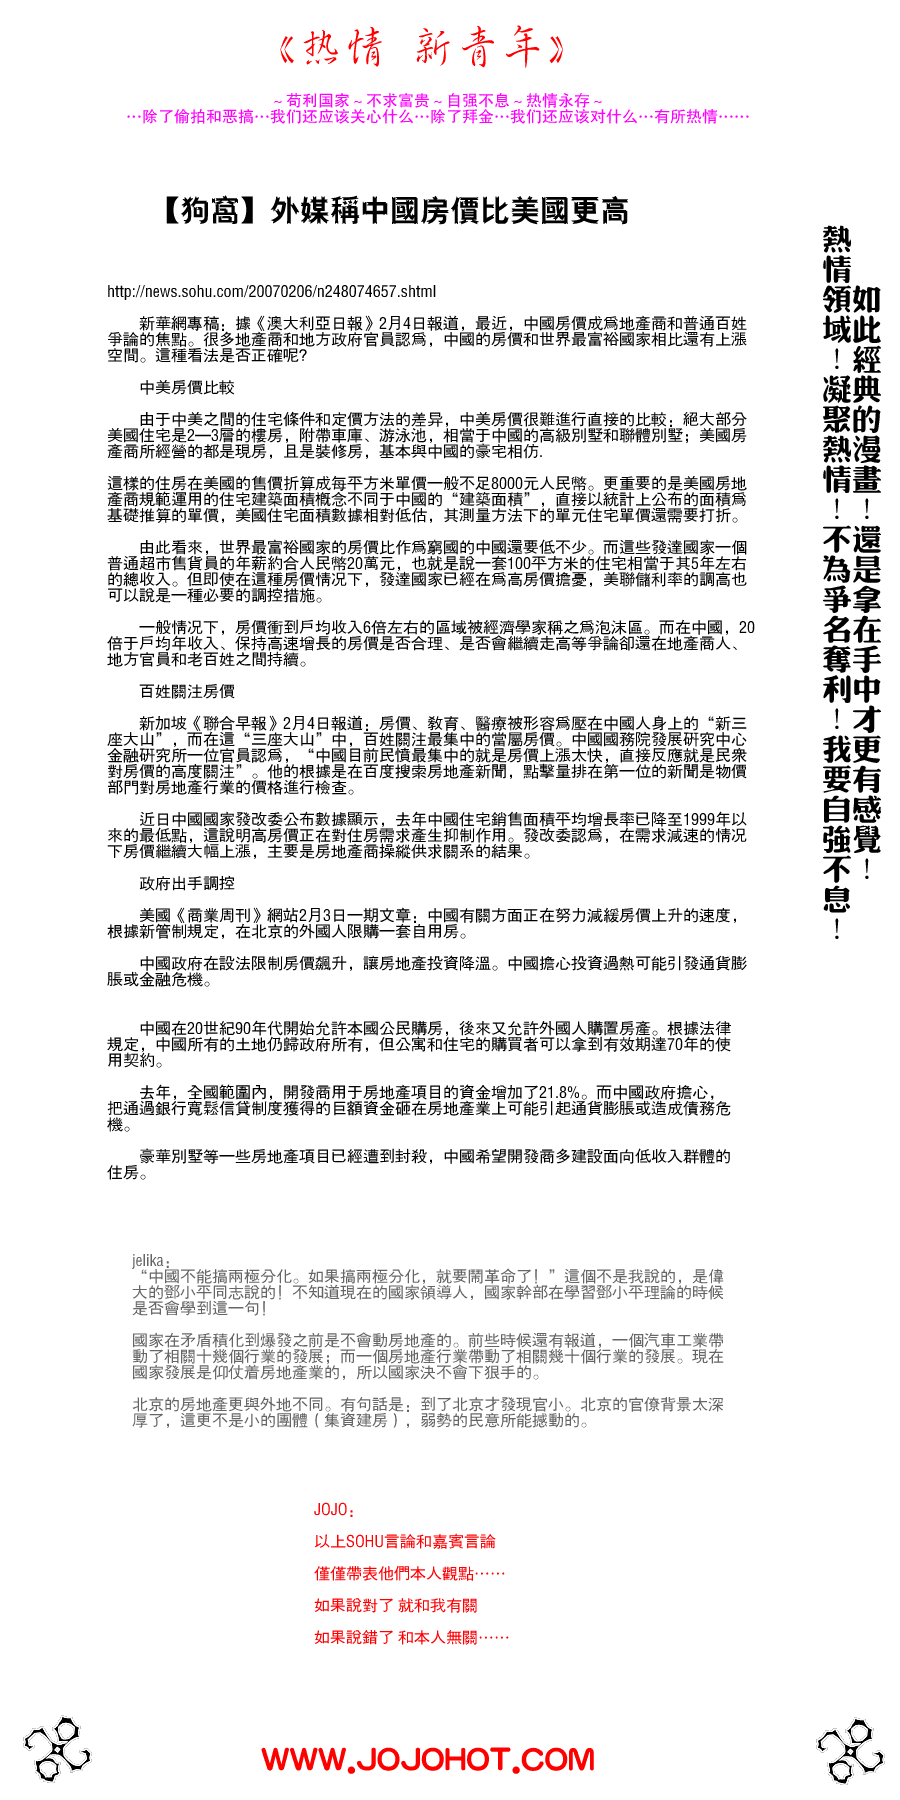 《热情 新青年》
～苟利国家～不求富贵～自强不息～热情永存～
…除了偷拍和恶搞…我们还应该关心什么…除了拜金…我们还应该对什么…有所热情……
【狗窩】外媒稱中國房價比美國更高
http://news.sohu.com/20070206/n248074657.shtml
新華網專稿：據《澳大利亞日報》2月4日報道，最近，中國房價成爲地產商和普通百姓
爭論的焦點。很多地產商和地方政府官員認爲，中國的房價和世界最富裕國家相比還有上漲
空間。這種看法是否正確呢？
中美房價比較
由于中美之間的住宅條件和定價方法的差异，中美房價很難進行直接的比較；絕大部分
美國住宅是2—3層的樓房，附帶車庫、游泳池，相當于中國的高級別墅和聯體別墅；美國房
產商所經營的都是現房，且是裝修房，基本與中國的豪宅相仿.
這樣的住房在美國的售價折算成每平方米單價一般不足8000元人民幣。更重要的是美國房地
產商規範運用的住宅建築面積概念不同于中國的“建築面積”，直接以統計上公布的面積爲
基礎推算的單價，美國住宅面積數據相對低估，其測量方法下的單元住宅單價還需要打折。
由此看來，世界最富裕國家的房價比作爲窮國的中國還要低不少。而這些發達國家一個
普通超市售貨員的年薪約合人民幣20萬元，也就是說一套100平方米的住宅相當于其5年左右
的總收入。但即使在這種房價情况下，發達國家已經在爲高房價擔憂，美聯儲利率的調高也
可以說是一種必要的調控措施。
一般情况下，房價衝到戶均收入6倍左右的區域被經濟學家稱之爲泡沫區。而在中國，20
倍于戶均年收入、保持高速增長的房價是否合理、是否會繼續走高等爭論卻還在地產商人、
地方官員和老百姓之間持續。
百姓關注房價
新加坡《聯合早報》2月4日報道：房價、教育、醫療被形容爲壓在中國人身上的“新三
座大山”，而在這“三座大山”中，百姓關注最集中的當屬房價。中國國務院發展研究中心
金融研究所一位官員認爲，“中國目前民憤最集中的就是房價上漲太快，直接反應就是民衆
對房價的高度關注”。他的根據是在百度搜索房地產新聞，點擊量排在第一位的新聞是物價
部門對房地產行業的價格進行檢查。
近日中國國家發改委公布數據顯示，去年中國住宅銷售面積平均增長率已降至1999年以
來的最低點，這說明高房價正在對住房需求產生抑制作用。發改委認爲，在需求減速的情况
下房價繼續大幅上漲，主要是房地產商操縱供求關系的結果。
政府出手調控
美國《商業周刊》網站2月3日一期文章：中國有關方面正在努力減緩房價上升的速度，
根據新管制規定，在北京的外國人限購一套自用房。
中國政府在設法限制房價飆升，讓房地產投資降溫。中國擔心投資過熱可能引發通貨膨
脹或金融危機。
中國在20世紀90年代開始允許本國公民購房，後來又允許外國人購置房產。根據法律
規定，中國所有的土地仍歸政府所有，但公寓和住宅的購買者可以拿到有效期達70年的使
用契約。
去年，全國範圍內，開發商用于房地產項目的資金增加了21.8%。而中國政府擔心，
把通過銀行寬鬆信貸制度獲得的巨額資金砸在房地產業上可能引起通貨膨脹或造成債務危
機。
豪華別墅等一些房地產項目已經遭到封殺，中國希望開發商多建設面向低收入群體的
住房。
jelika：
“中國不能搞兩極分化。如果搞兩極分化，就要鬧革命了！”這個不是我說的，是偉
大的鄧小平同志說的！不知道現在的國家領導人，國家幹部在學習鄧小平理論的時候
是否會學到這一句！
國家在矛盾積化到爆發之前是不會動房地產的。前些時候還有報道，一個汽車工業帶
動了相關十幾個行業的發展；而一個房地產行業帶動了相關幾十個行業的發展。現在
國家發展是仰仗着房地產業的，所以國家決不會下狠手的。
北京的房地產更與外地不同。有句話是：到了北京才發現官小。北京的官僚背景太深
厚了，這更不是小的團體（集資建房），弱勢的民意所能撼動的。
JOJO：
以上SOHU言論和嘉賓言論
僅僅帶表他們本人觀點……
如果說對了 就和我有關
如果說錯了 和本人無關……
如此經典的漫畫！還是拿在手中才更有感覺！
熱情領域！凝聚熱情！不為爭名奪利！我要自強不息！
WWW.JOJOHOT.COM